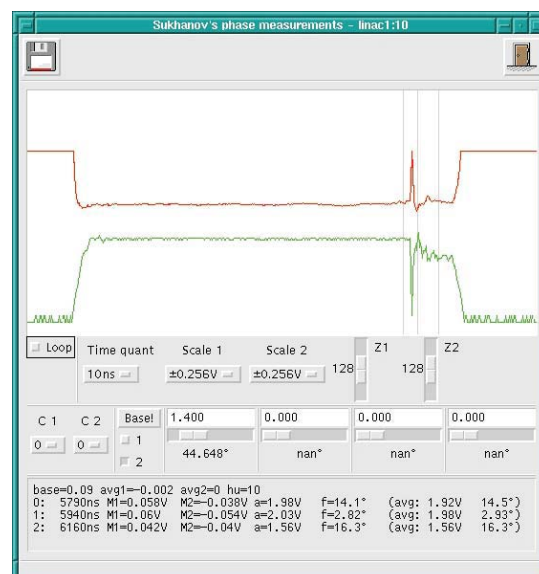 Sukhanov's phase measurements - linac1:10
Loop
Time quant
Scale 1
Scale 2
Z1
Z2
10ns
±0.256V
±0.256V
128
128
C 1
C 2
Base!
1.400
0.000
0.000
0.000
0
0
1
2
44.648°
nan°
nan°
nan°
base=0.09 avg1=-0.002 avg2=0 hu=10
0: 5790ns M1=0.058V M2=-0.038V a=1.98V f=14.1° (avg: 1.92V 14.5°)
1: 5940ns M1=0.06V M2=-0.054V a=2.03V f=2.82° (avg: 1.98V 2.93°)
2: 6160ns M1=0.042V M2=-0.04V a=1.56V f=16.3° (avg: 1.56V 16.3°)